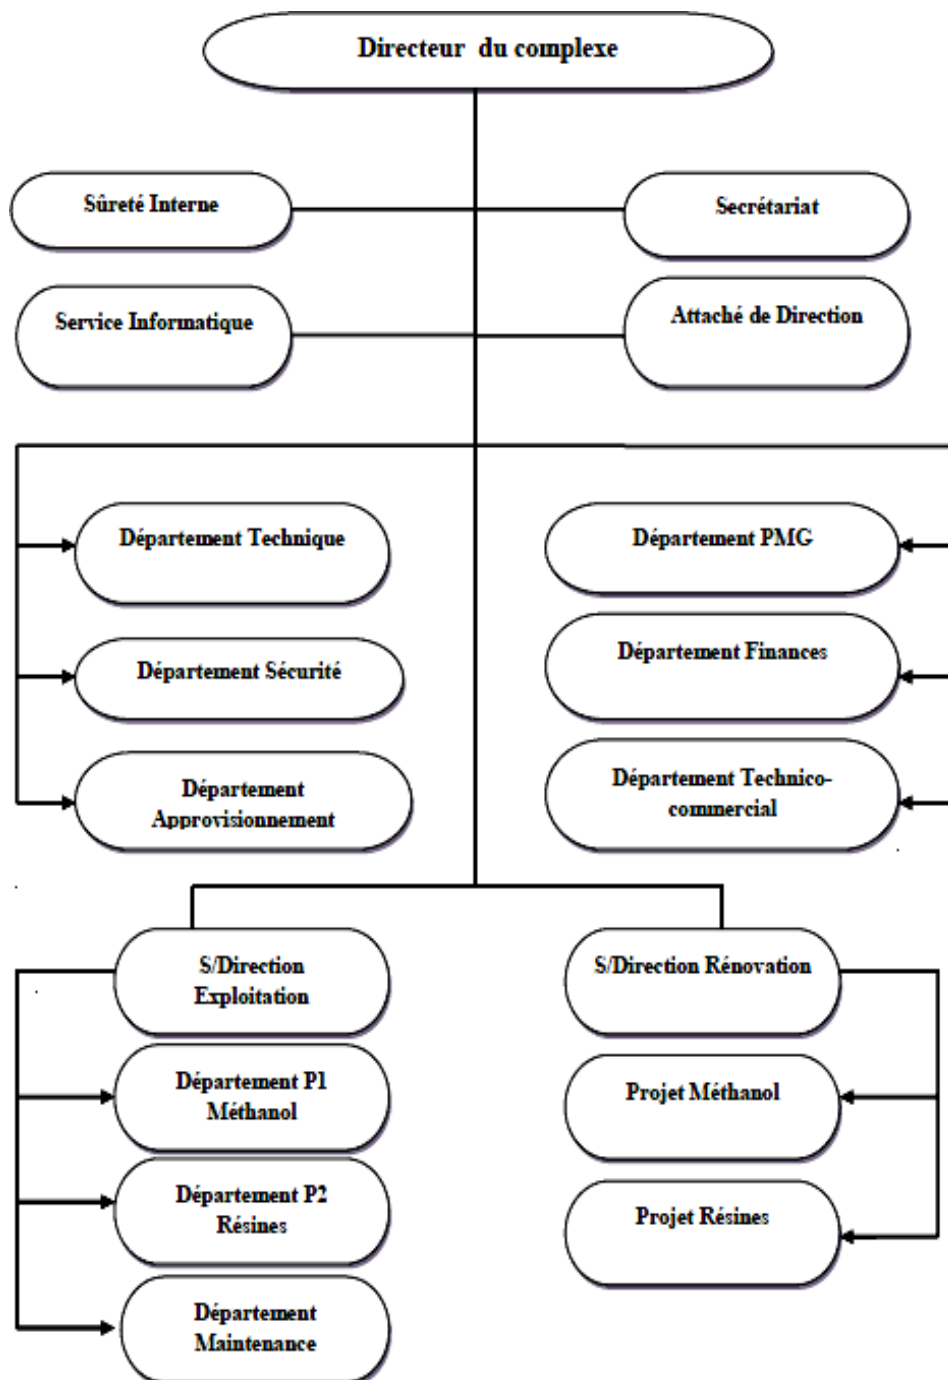 Directeur du complexe
Sûreté Interne
Secrétariat
Service Informatique
Attaché de Direction
Département Technique
Département PMG
Département Sécurité
Département Finances
Département
Approvisionnement
Département Technico-
commercial
S/Direction
Exploitation
S/Direction Rénovation
Département P1
Méthanol
Projet Méthanol
Département P2
Résines
Projet Résines
Département
Maintenance